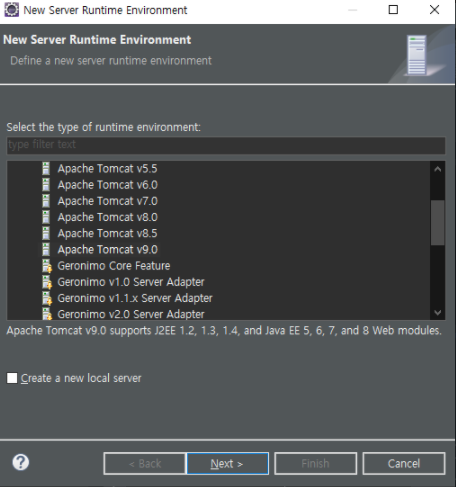 New Server Runtime Environment
New Server Runtime Environment
Define a new server runtime environment
Select the type of runtime environment:
type filter text
Apache Tomcat v5.5
Apache Tomcat v6.0
Apache Tomcat v7.0
Apache Tomcat v8.0
Apache Tomcat v8.5
Apache Tomcat v9.0
Geronimo Core Feature
Geronimo v1.0 Server Adapter
Geronimo v1.1.x Server Adapter
Geronimo v2.0 Server Adapter
Apache Tomcat v9.0 supports J2EE 1.2, 1.3, 1.4, and Java EE 5, 6, 7, and 8 Web modules.
Create a new local server
? < Back Next > Finish Cancel